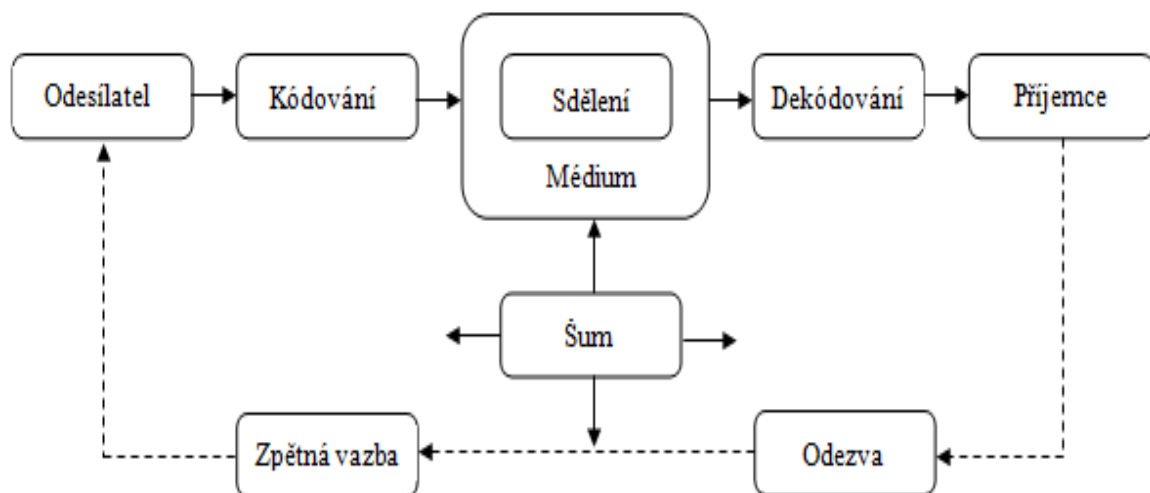 Odesílatel
Kódování
Sdělení
Médium
Dekódování
Příjemce
Šum
Zpětná vazba
Odezva